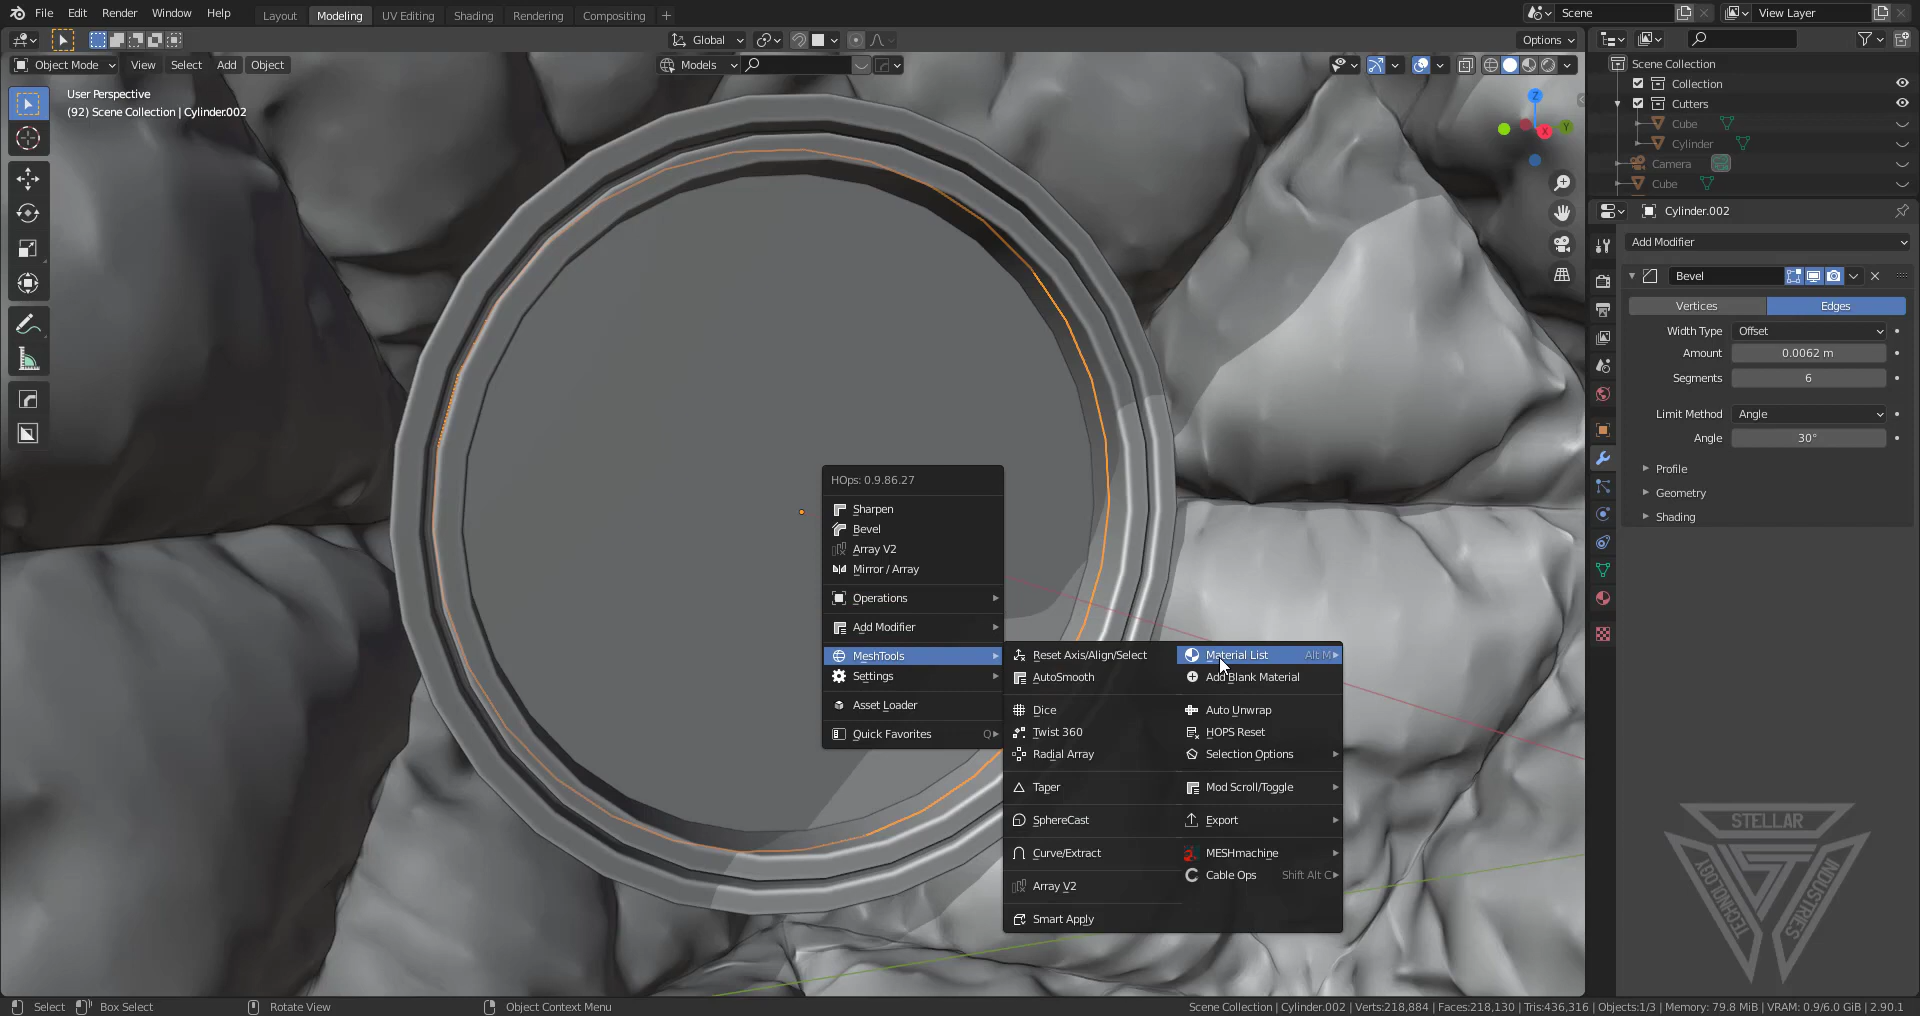 File Edit Render Window Help Layout Modeling UV Editing Shading Rendering Compositing + Scene View Layer
Global Options
Object Mode View Select Add Object Models
User Perspective
(92) Scene Collection | Cylinder.002
Z
Y
X
Scene Collection
Collection
Cutters
Cube
Cylinder
Camera
Cube
Cylinder.002
Add Modifier
Bevel
Vertices Edges
Width Type Offset
Amount 0.0062 m
Segments 6
Limit Method Angle
Angle 30°
Profile
Geometry
Shading
HOps: 0.9.86.27
Sharpen
Bevel
Array V2
Mirror / Array
Operations
Add Modifier
MeshTools
Settings
Asset Loader
Quick Favorites Q
Reset Axis/Align/Select
AutoSmooth
Dice
Twist 360
Radial Array
Taper
SphereCast
Curve/Extract
Array V2
Smart Apply
Material List Alt M
Add Blank Material
Auto Unwrap
HOPS Reset
Selection Options
Mod Scroll/Toggle
Export
MESHmachine
Cable Ops Shift Alt C
STELLAR
TECHNOLOGY
INDUSTRIES
Select Box Select Rotate View Object Context Menu Scene Collection | Cylinder.002 | Verts:218,884 | Faces:218,130 | Tris:436,316 | Objects:1/3 | Memory: 79.8 MiB | VRAM: 0.9/6.0 GiB | 2.90.1